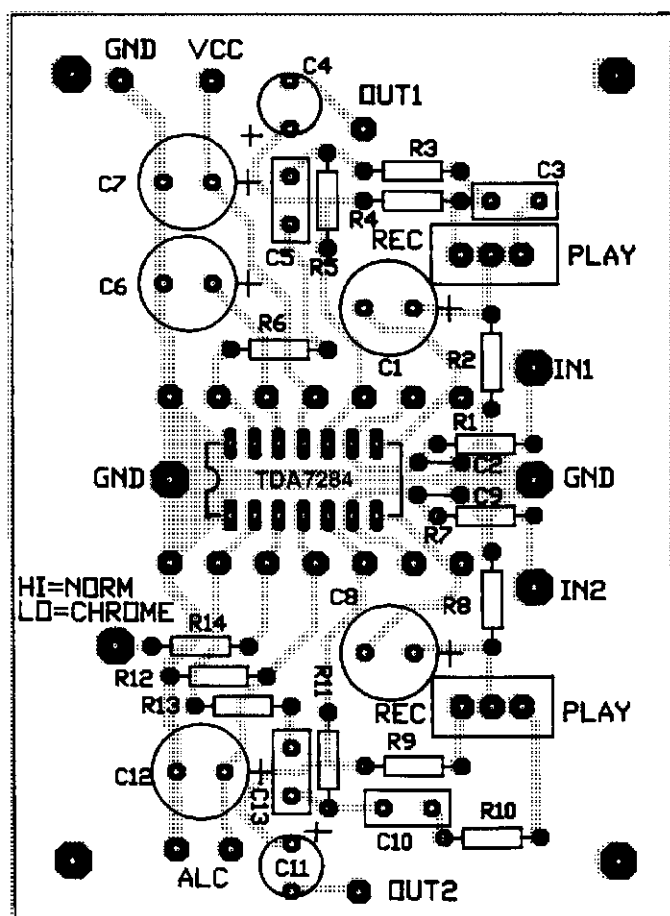 GND VCC C4
OUT1
R3
C7 C3
R4
REC
C5 R5 PLAY
C6
R6
C1 R2 IN1
R1
C2
GND TDA7284 GND
C9
R7
HI=NORM C8 IN2
LO=CHROME R8
R14
R12
R13 R11 REC PLAY
R9
C12
C13 C10 R10
ALC C11
OUT2